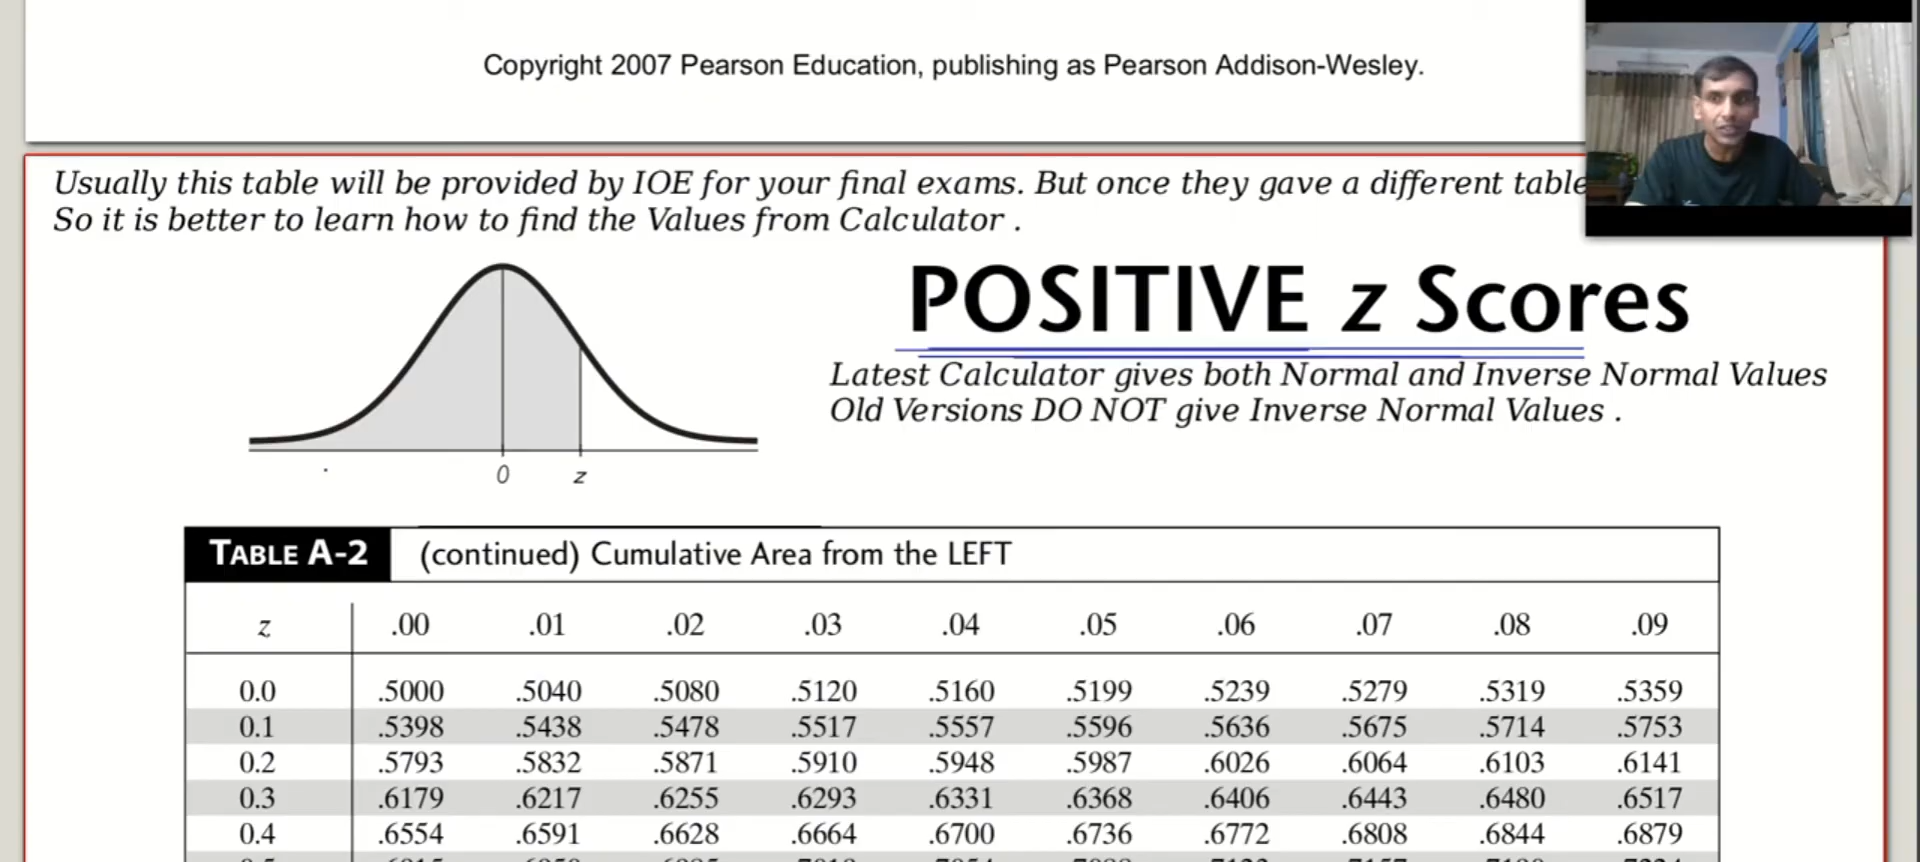 Copyright 2007 Pearson Education, publishing as Pearson Addison-Wesley.
Usually this table will be provided by IOE for your final exams. But once they gave a different table
So it is better to learn how to find the Values from Calculator .
POSITIVE z Scores
Latest Calculator gives both Normal and Inverse Normal Values
Old Versions DO NOT give Inverse Normal Values .
0 z
TABLE A-2 (continued) Cumulative Area from the LEFT
z .00 .01 .02 .03 .04 .05 .06 .07 .08 .09
0.0 .5000 .5040 .5080 .5120 .5160 .5199 .5239 .5279 .5319 .5359
0.1 .5398 .5438 .5478 .5517 .5557 .5596 .5636 .5675 .5714 .5753
0.2 .5793 .5832 .5871 .5910 .5948 .5987 .6026 .6064 .6103 .6141
0.3 .6179 .6217 .6255 .6293 .6331 .6368 .6406 .6443 .6480 .6517
0.4 .6554 .6591 .6628 .6664 .6700 .6736 .6772 .6808 .6844 .6879